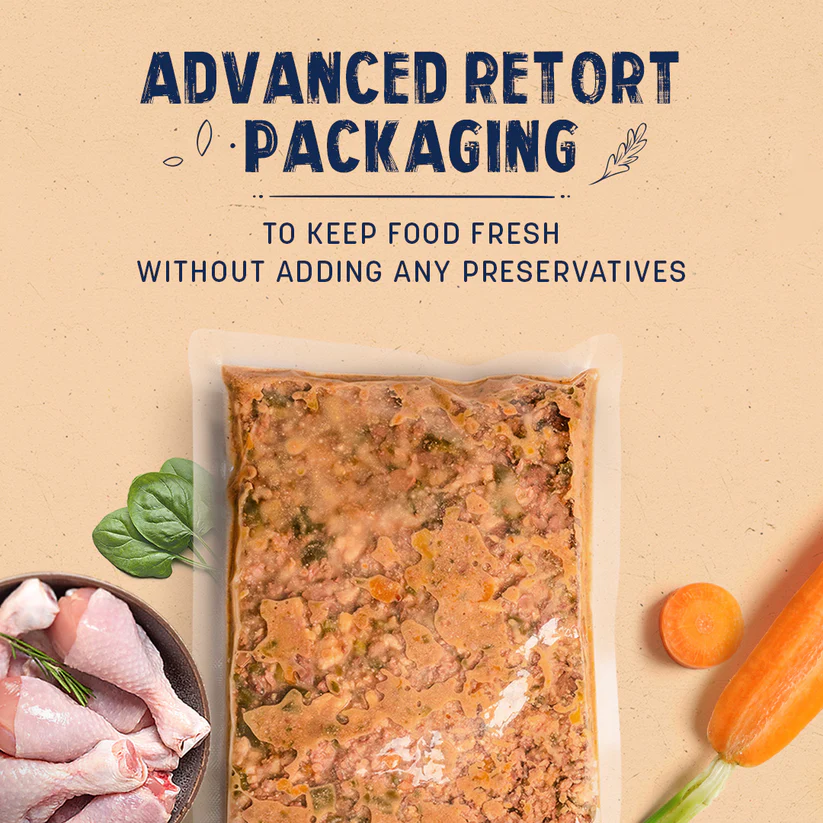 ADVANCED RETORT
PACKAGING
TO KEEP FOOD FRESH
WITHOUT ADDING ANY PRESERVATIVES